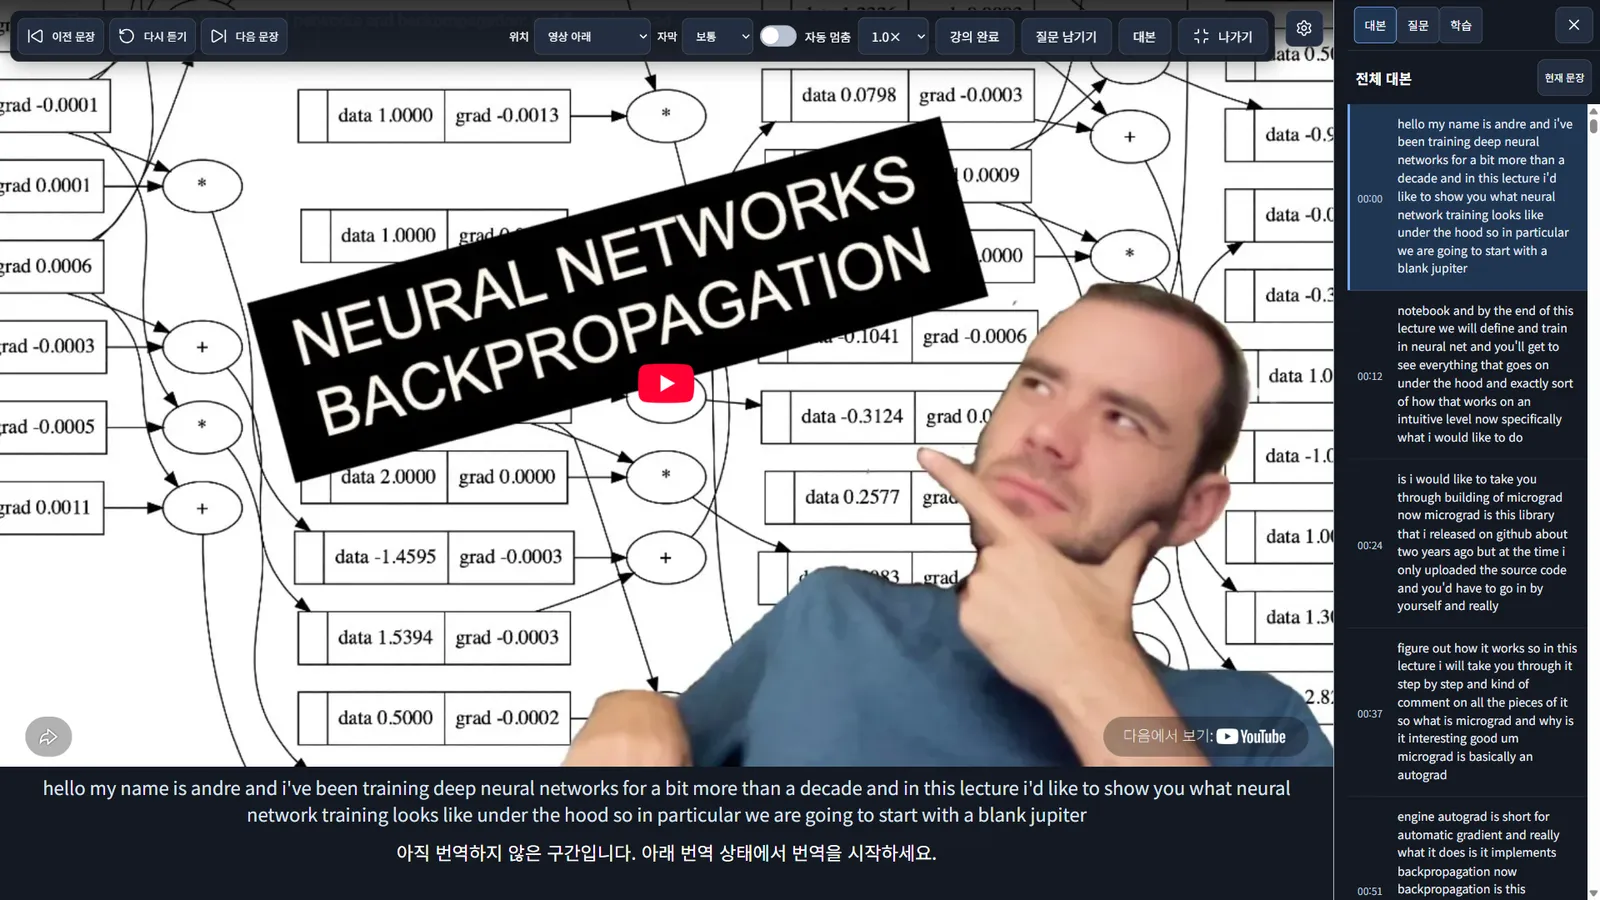 이전 문장
다시 듣기
다음 문장
위치
영상 아래
자막
보통
자동 멈춤
1.0×
강의 완료
질문 남기기
대본
나가기
대본
질문
학습
전체 대본
현재 문장
grad -0.0001
grad 0.0001
grad 0.0006
grad -0.0003
grad -0.0005
grad 0.0011
data 1.0000
grad -0.0013
data 1.0000
data 2.0000
grad 0.0000
data -1.4595
grad -0.0003
data 1.5394
grad -0.0003
data 0.5000
grad -0.0002
*
*
+
*
+
*
+
data 0.0798
grad -0.0003
0.0009
.0000
-0.1041
grad -0.0006
data -0.3124
grad 0.0
data 0.2577
+
*
data 1.0
NEURAL NETWORKS
BACKPROPAGATION
다음에서 보기:
YouTube
hello my name is andre and i've been training deep neural networks for a bit more than a decade and in this lecture i'd like to show you what neural
network training looks like under the hood so in particular we are going to start with a blank jupiter
아직 번역하지 않은 구간입니다. 아래 번역 상태에서 번역을 시작하세요.
00:00
hello my name is andre and i've
been training deep neural
networks for a bit more than a
decade and in this lecture i'd
like to show you what neural
network training looks like
under the hood so in particular
we are going to start with a
blank jupiter
00:12
notebook and by the end of this
lecture we will define and train
in neural net and you'll get to
see everything that goes on
under the hood and exactly sort
of how that works on an
intuitive level now specifically
what i would like to do
00:24
is i would like to take you
through building of micrograd
now micrograd is this library
that i released on github about
two years ago but at the time i
only uploaded the source code
and you'd have to go in by
yourself and really
00:37
figure out how it works so in this
lecture i will take you through it
step by step and kind of
comment on all the pieces of it
so what is micrograd and why is
it interesting good um
micrograd is basically an
autograd
00:51
engine autograd is short for
automatic gradient and really
what it does is it implements
backpropagation now
backpropagation is this